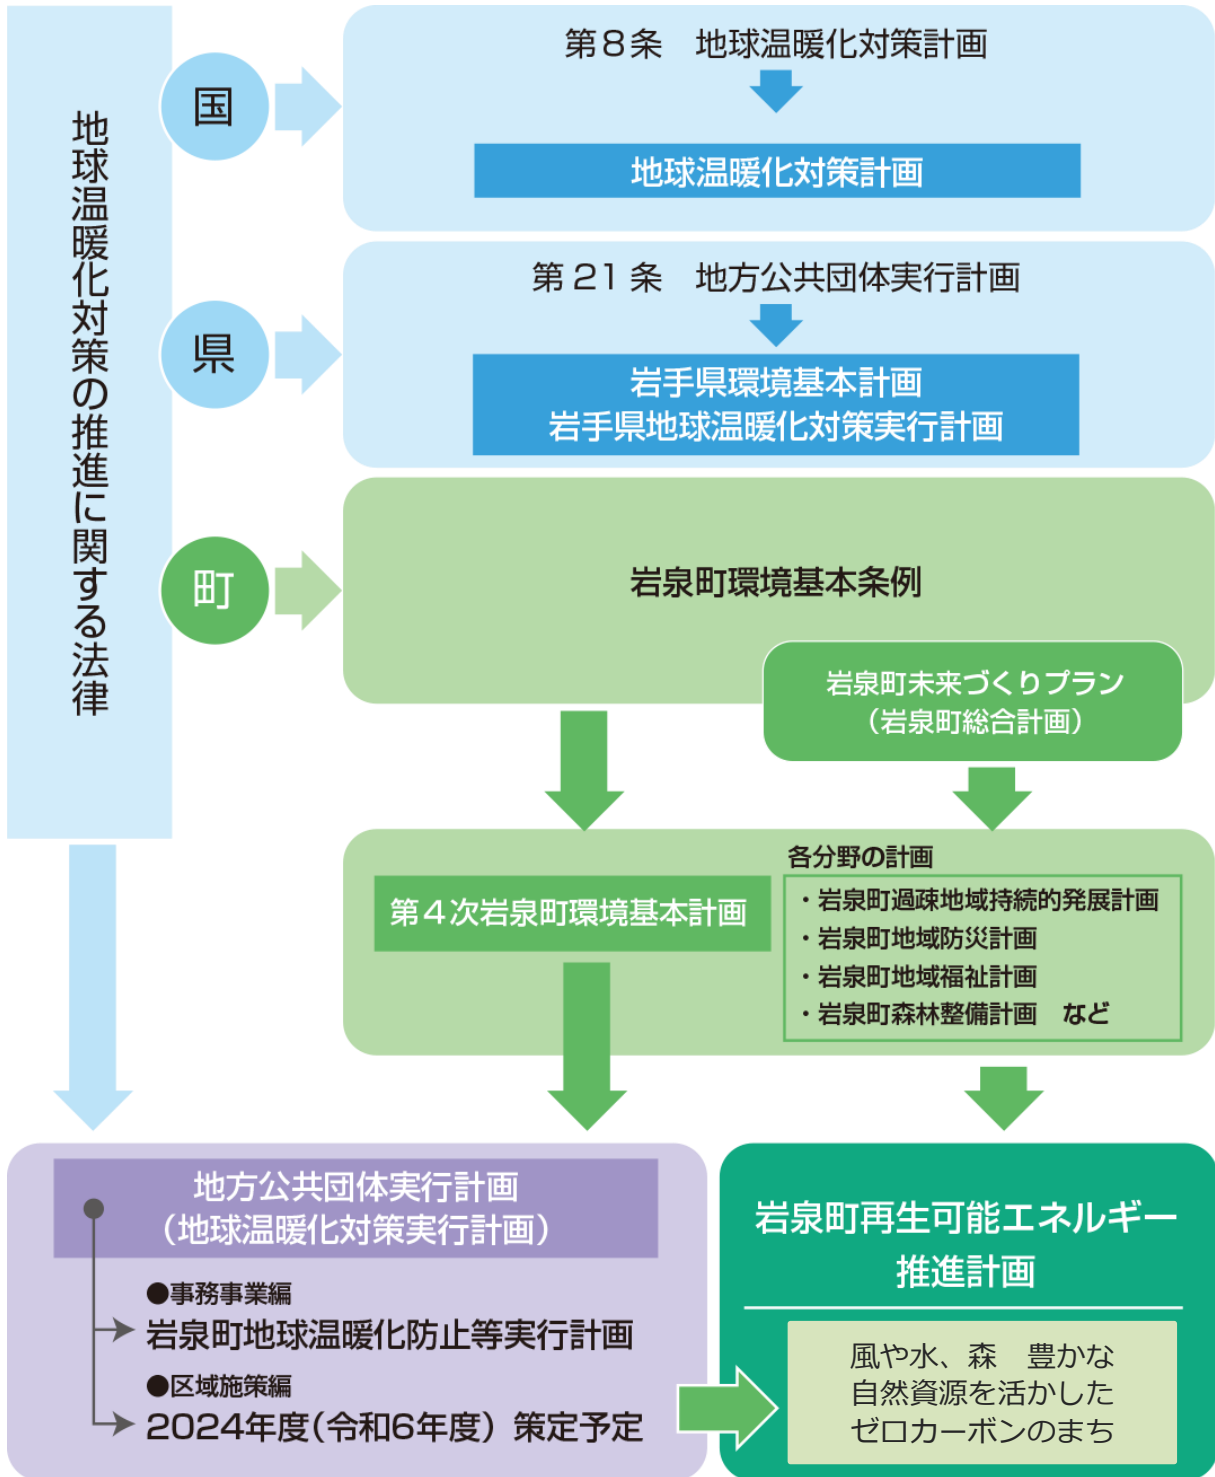 地球温暖化対策の推進に関する法律
国
第8条　地球温暖化対策計画
地球温暖化対策計画
県
第21条　地方公共団体実行計画
岩手県環境基本計画
岩手県地球温暖化対策実行計画
町
岩泉町環境基本条例
岩泉町未来づくりプラン
（岩泉町総合計画）
第4次岩泉町環境基本計画
各分野の計画
・岩泉町過疎地域持続的発展計画
・岩泉町地域防災計画
・岩泉町地域福祉計画
・岩泉町森林整備計画　など
地方公共団体実行計画
（地球温暖化対策実行計画）
●事務事業編
岩泉町地球温暖化防止等実行計画
●区域施策編
2024年度（令和6年度）策定予定
岩泉町再生可能エネルギー
推進計画
風や水、森　豊かな
自然資源を活かした
ゼロカーボンのまち